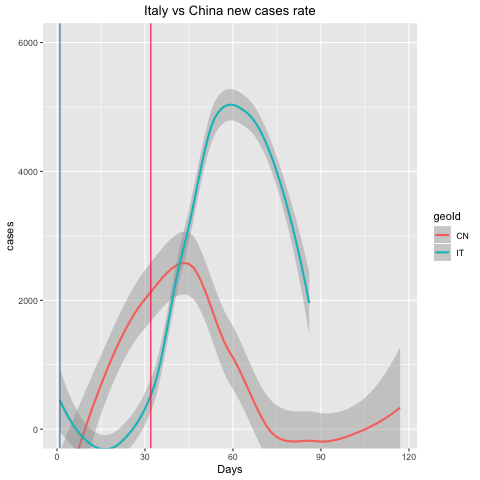 Italy vs China new cases rate
6000
4000
2000
0
cases
0 30 60 90 120
Days
geoId
CN
IT